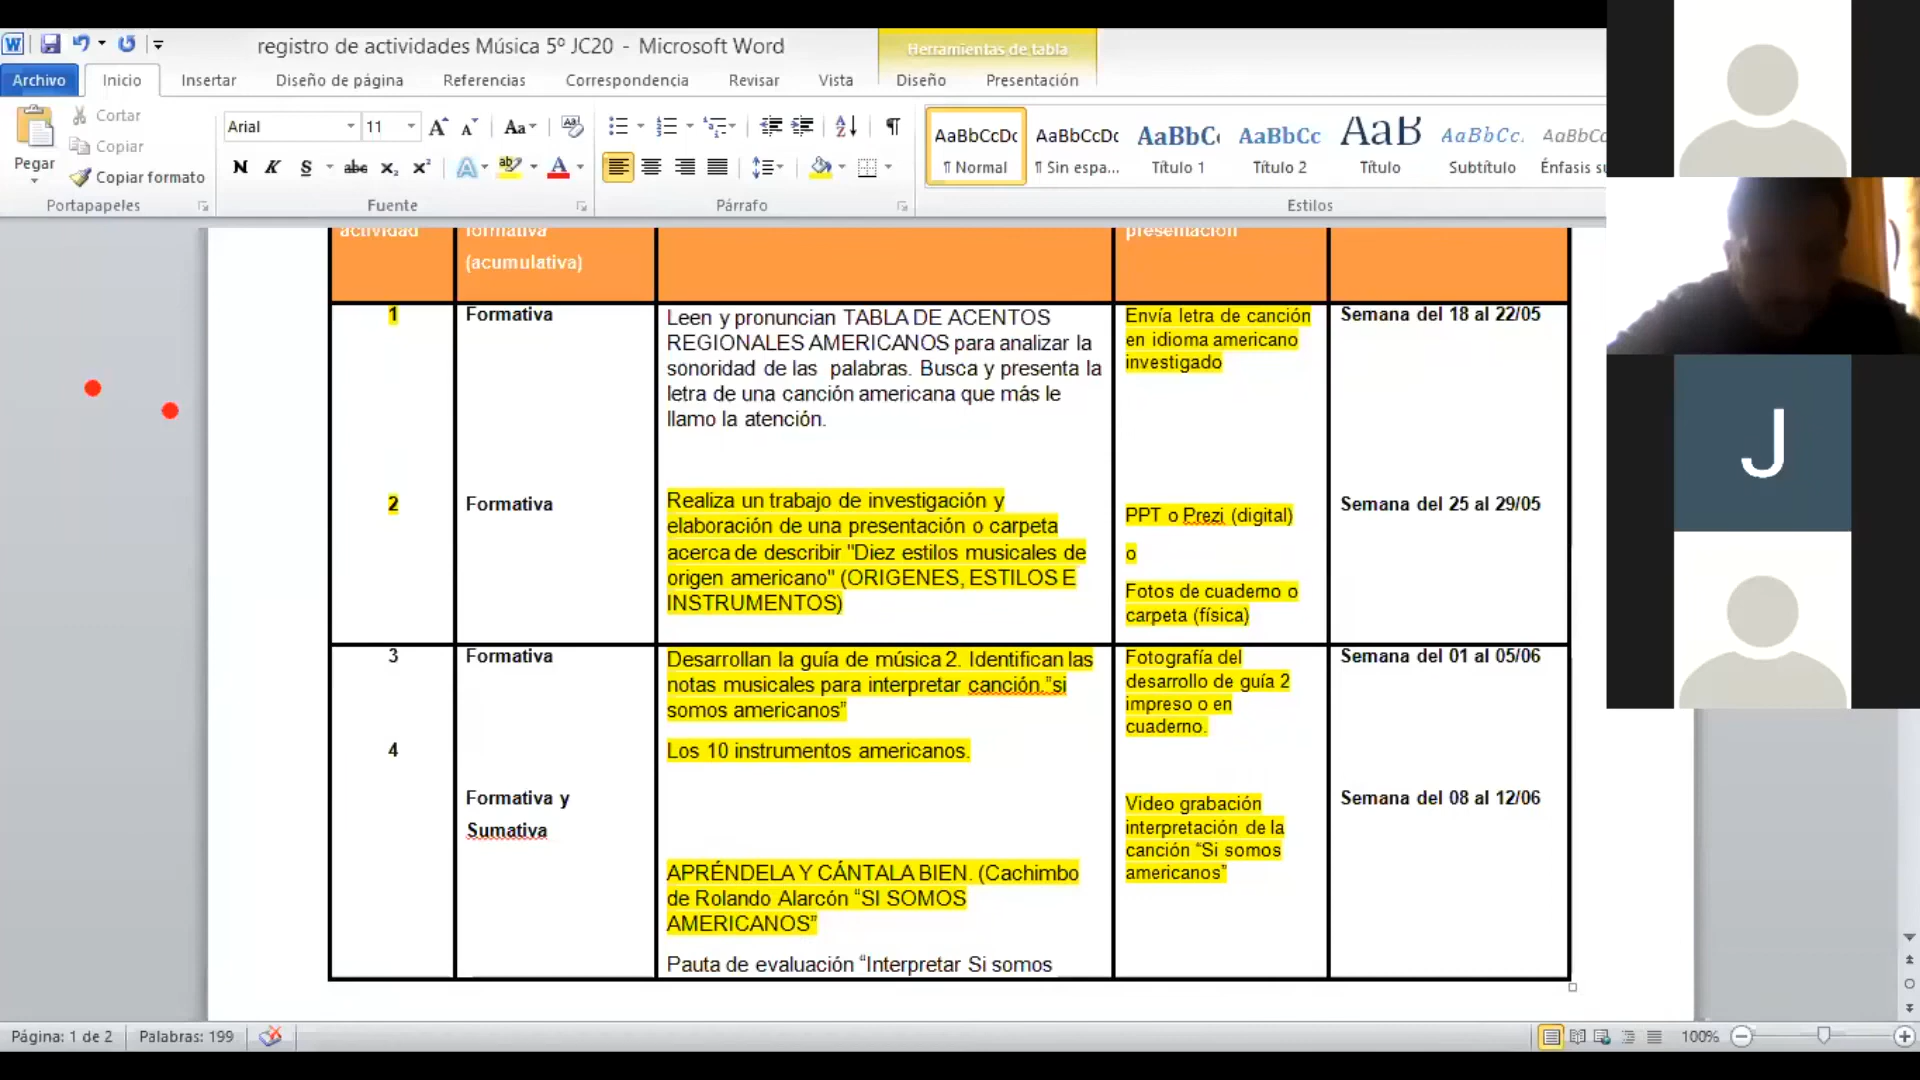 registro de actividades Música 5º JC20 - Microsoft Word
Herramientas de tabla
Archivo
Inicio
Insertar
Diseño de página
Referencias
Correspondencia
Revisar
Vista
Diseño
Presentación
Pegar
Cortar
Copiar
Copiar formato
Portapapeles
Arial
11
Fuente
Párrafo
AaBbCcDc
¶ Normal
AaBbCcDc
¶ Sin espa...
AaBbC
Título 1
AaBbCc
Título 2
AaB
Título
AaBbCc.
Subtítulo
AaBbCc
Énfasis su
Estilos
actividad
formativa
(acumulativa)
presentación
1
Formativa
Leen y pronuncian TABLA DE ACENTOS
REGIONALES AMERICANOS para analizar la
sonoridad de las palabras. Busca y presenta la
letra de una canción americana que más le
llamo la atención.
Envía letra de canción
en idioma americano
investigado
Semana del 18 al 22/05
2
Formativa
Realiza un trabajo de investigación y
elaboración de una presentación o carpeta
acerca de describir "Diez estilos musicales de
origen americano" (ORIGENES, ESTILOS E
INSTRUMENTOS)
PPT o Prezi (digital)
o
Fotos de cuaderno o
carpeta (física)
Semana del 25 al 29/05
3
Formativa
Desarrollan la guía de música 2. Identifican las
notas musicales para interpretar canción."si
somos americanos"
Fotografía del
desarrollo de guía 2
impreso o en
cuaderno.
Semana del 01 al 05/06
4
Los 10 instrumentos americanos.
Formativa y
Sumativa
APRÉNDELA Y CÁNTALA BIEN. (Cachimbo
de Rolando Alarcón “SI SOMOS
AMERICANOS”
Pauta de evaluación “Interpretar Si somos
Video grabación
interpretación de la
canción “Si somos
americanos”
Semana del 08 al 12/06
J
Página: 1 de 2
Palabras: 199
100%